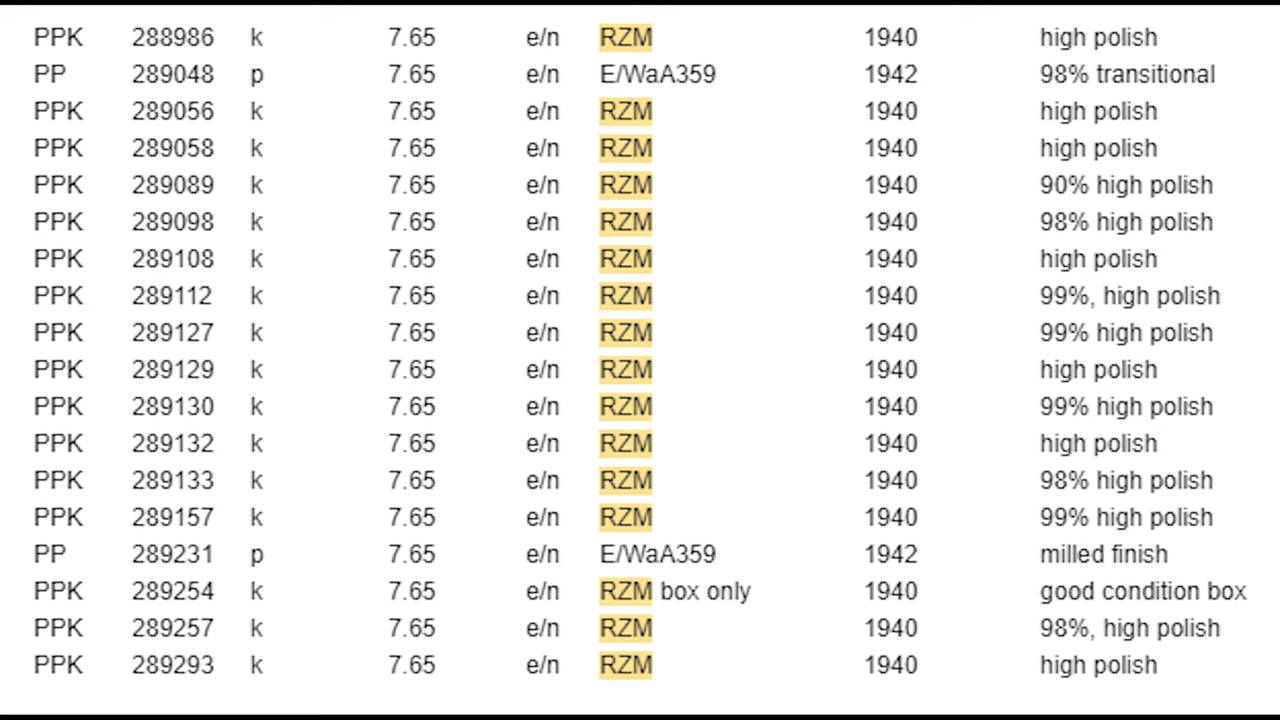 PPK 288986 k 7.65 e/n RZM 1940 high polish
PP 289048 p 7.65 e/n E/WaA359 1942 98% transitional
PPK 289056 k 7.65 e/n RZM 1940 high polish
PPK 289058 k 7.65 e/n RZM 1940 high polish
PPK 289089 k 7.65 e/n RZM 1940 90% high polish
PPK 289098 k 7.65 e/n RZM 1940 98% high polish
PPK 289108 k 7.65 e/n RZM 1940 high polish
PPK 289112 k 7.65 e/n RZM 1940 99%, high polish
PPK 289127 k 7.65 e/n RZM 1940 99% high polish
PPK 289129 k 7.65 e/n RZM 1940 high polish
PPK 289130 k 7.65 e/n RZM 1940 99% high polish
PPK 289132 k 7.65 e/n RZM 1940 high polish
PPK 289133 k 7.65 e/n RZM 1940 98% high polish
PPK 289157 k 7.65 e/n RZM 1940 99% high polish
PP 289231 p 7.65 e/n E/WaA359 1942 milled finish
PPK 289254 k 7.65 e/n RZM box only 1940 good condition box
PPK 289257 k 7.65 e/n RZM 1940 98%, high polish
PPK 289293 k 7.65 e/n RZM 1940 high polish